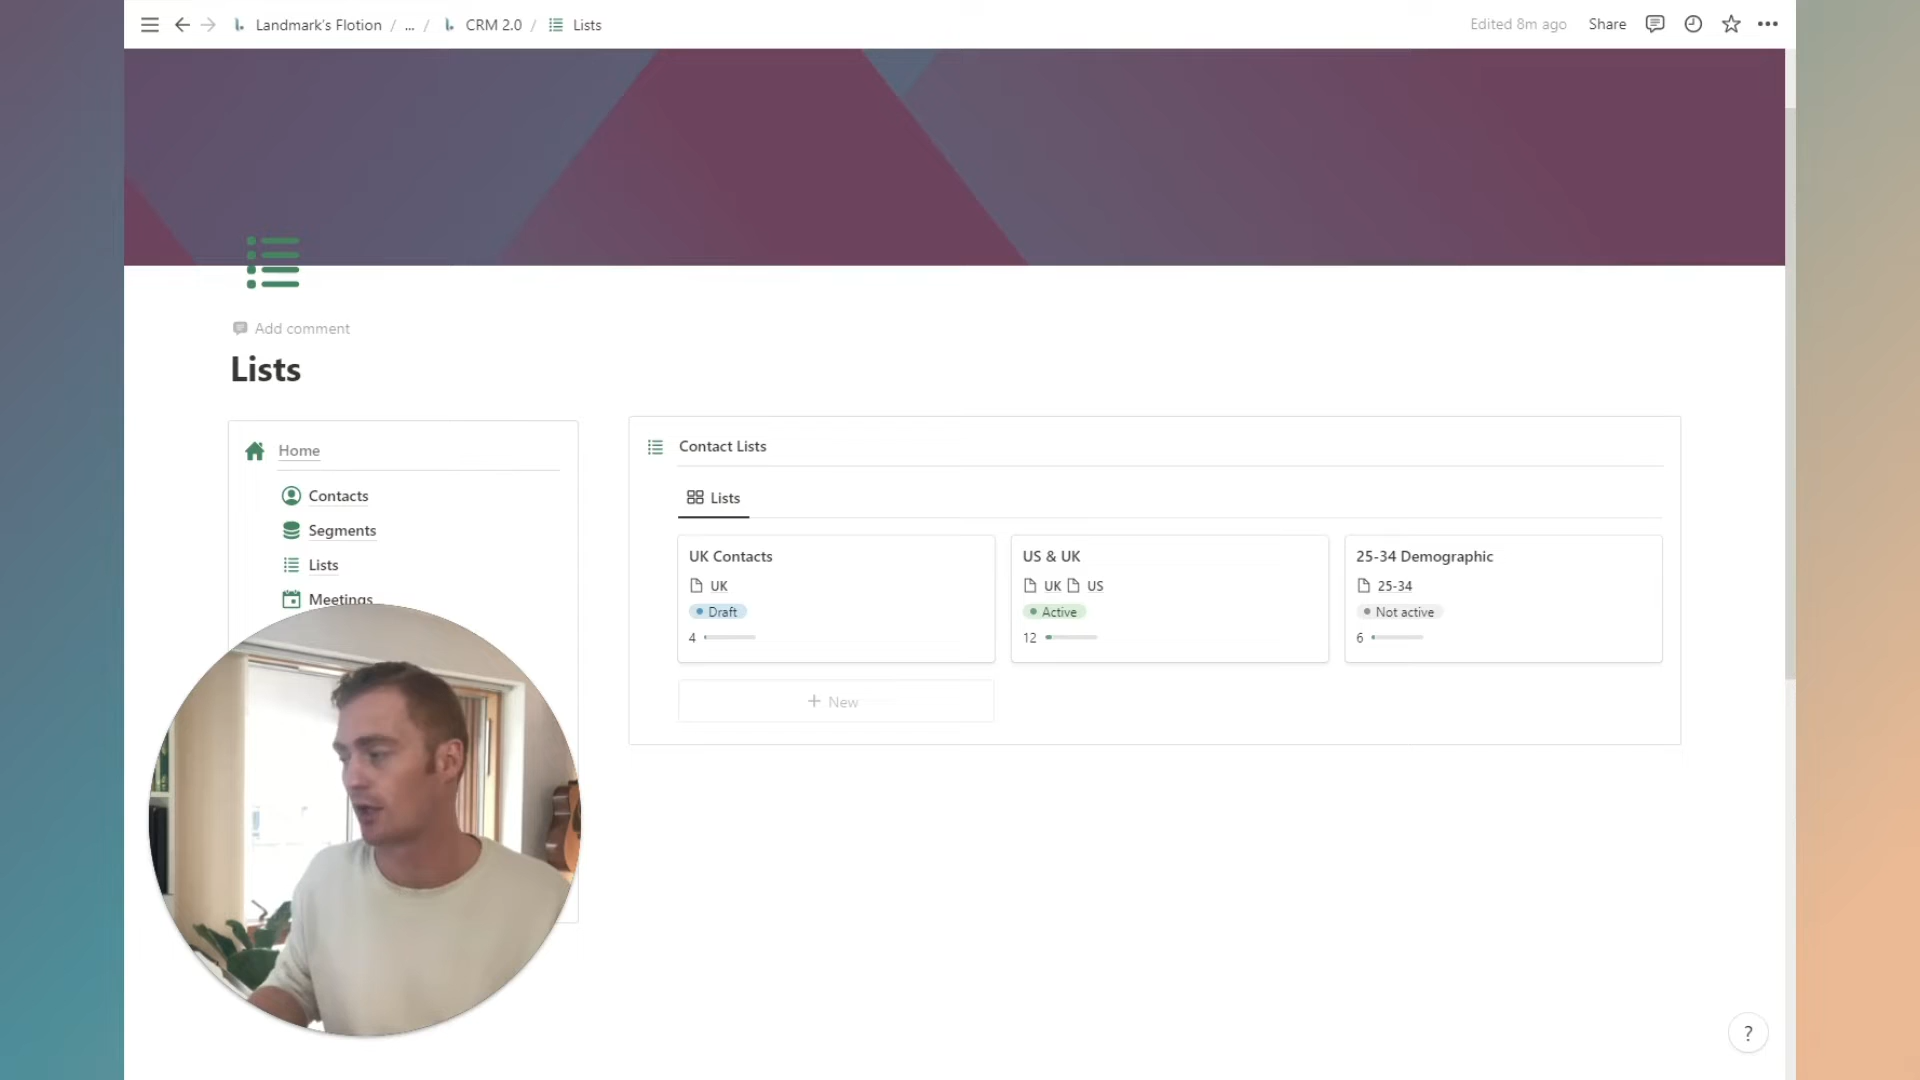 Landmark's Flotion / ... / CRM 2.0 / Lists
Edited 8m ago Share
Add comment
Lists
Home
Contacts
Segments
Lists
Meetings
Contact Lists
Lists
UK Contacts
UK
Draft
4
US & UK
UK US
Active
12
25-34 Demographic
25-34
Not active
6
+ New
?